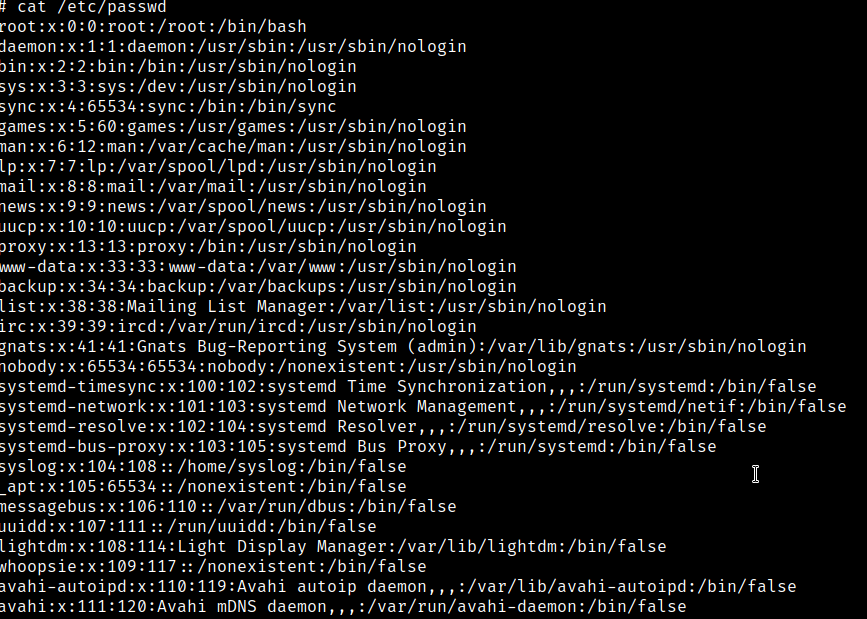 # cat /etc/passwd
root:x:0:0:root:/root:/bin/bash
daemon:x:1:1:daemon:/usr/sbin:/usr/sbin/nologin
bin:x:2:2:bin:/bin:/usr/sbin/nologin
sys:x:3:3:sys:/dev:/usr/sbin/nologin
sync:x:4:65534:sync:/bin:/bin/sync
games:x:5:60:games:/usr/games:/usr/sbin/nologin
man:x:6:12:man:/var/cache/man:/usr/sbin/nologin
lp:x:7:7:lp:/var/spool/lpd:/usr/sbin/nologin
mail:x:8:8:mail:/var/mail:/usr/sbin/nologin
news:x:9:9:news:/var/spool/news:/usr/sbin/nologin
uucp:x:10:10:uucp:/var/spool/uucp:/usr/sbin/nologin
proxy:x:13:13:proxy:/bin:/usr/sbin/nologin
www-data:x:33:33:www-data:/var/www:/usr/sbin/nologin
backup:x:34:34:backup:/var/backups:/usr/sbin/nologin
list:x:38:38:Mailing List Manager:/var/list:/usr/sbin/nologin
irc:x:39:39:ircd:/var/run/ircd:/usr/sbin/nologin
gnats:x:41:41:Gnats Bug-Reporting System (admin):/var/lib/gnats:/usr/sbin/nologin
nobody:x:65534:65534:nobody:/nonexistent:/usr/sbin/nologin
systemd-timesync:x:100:102:systemd Time Synchronization,,,:/run/systemd:/bin/false
systemd-network:x:101:103:systemd Network Management,,,:/run/systemd/netif:/bin/false
systemd-resolve:x:102:104:systemd Resolver,,,:/run/systemd/resolve:/bin/false
systemd-bus-proxy:x:103:105:systemd Bus Proxy,,,:/run/systemd:/bin/false
syslog:x:104:108::/home/syslog:/bin/false
_apt:x:105:65534::/nonexistent:/bin/false
messagebus:x:106:110::/var/run/dbus:/bin/false
uuidd:x:107:111::/run/uuidd:/bin/false
lightdm:x:108:114:Light Display Manager:/var/lib/lightdm:/bin/false
whoopsie:x:109:117::/nonexistent:/bin/false
avahi-autoipd:x:110:119:Avahi autoip daemon,,,:/var/lib/avahi-autoipd:/bin/false
avahi:x:111:120:Avahi mDNS daemon,,,:/var/run/avahi-daemon:/bin/false